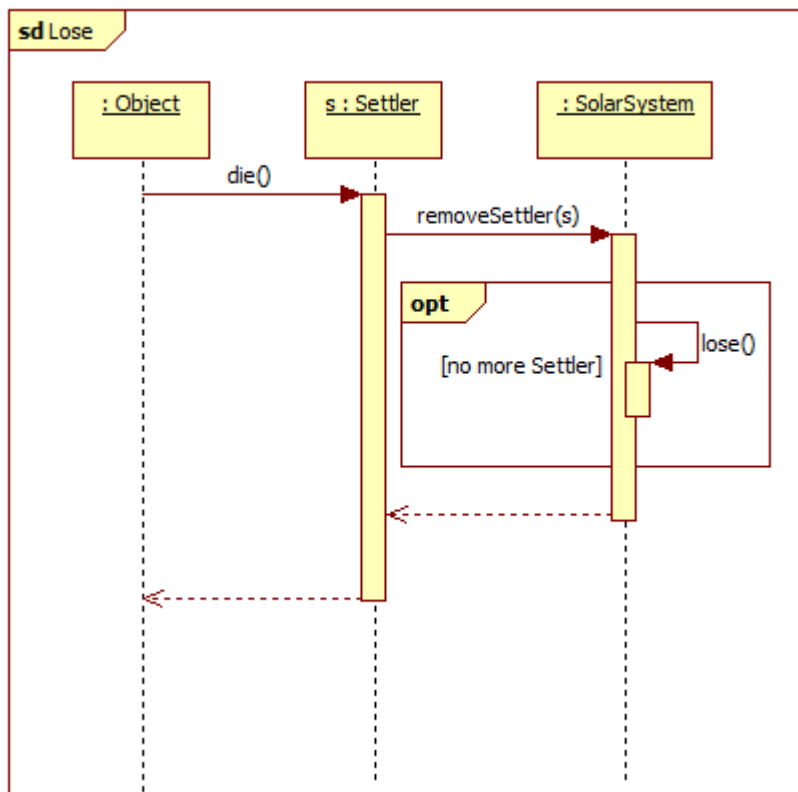 sd Lose
: Object
s : Settler
: SolarSystem
die()
removeSettler(s)
opt
lose()
[no more Settler]